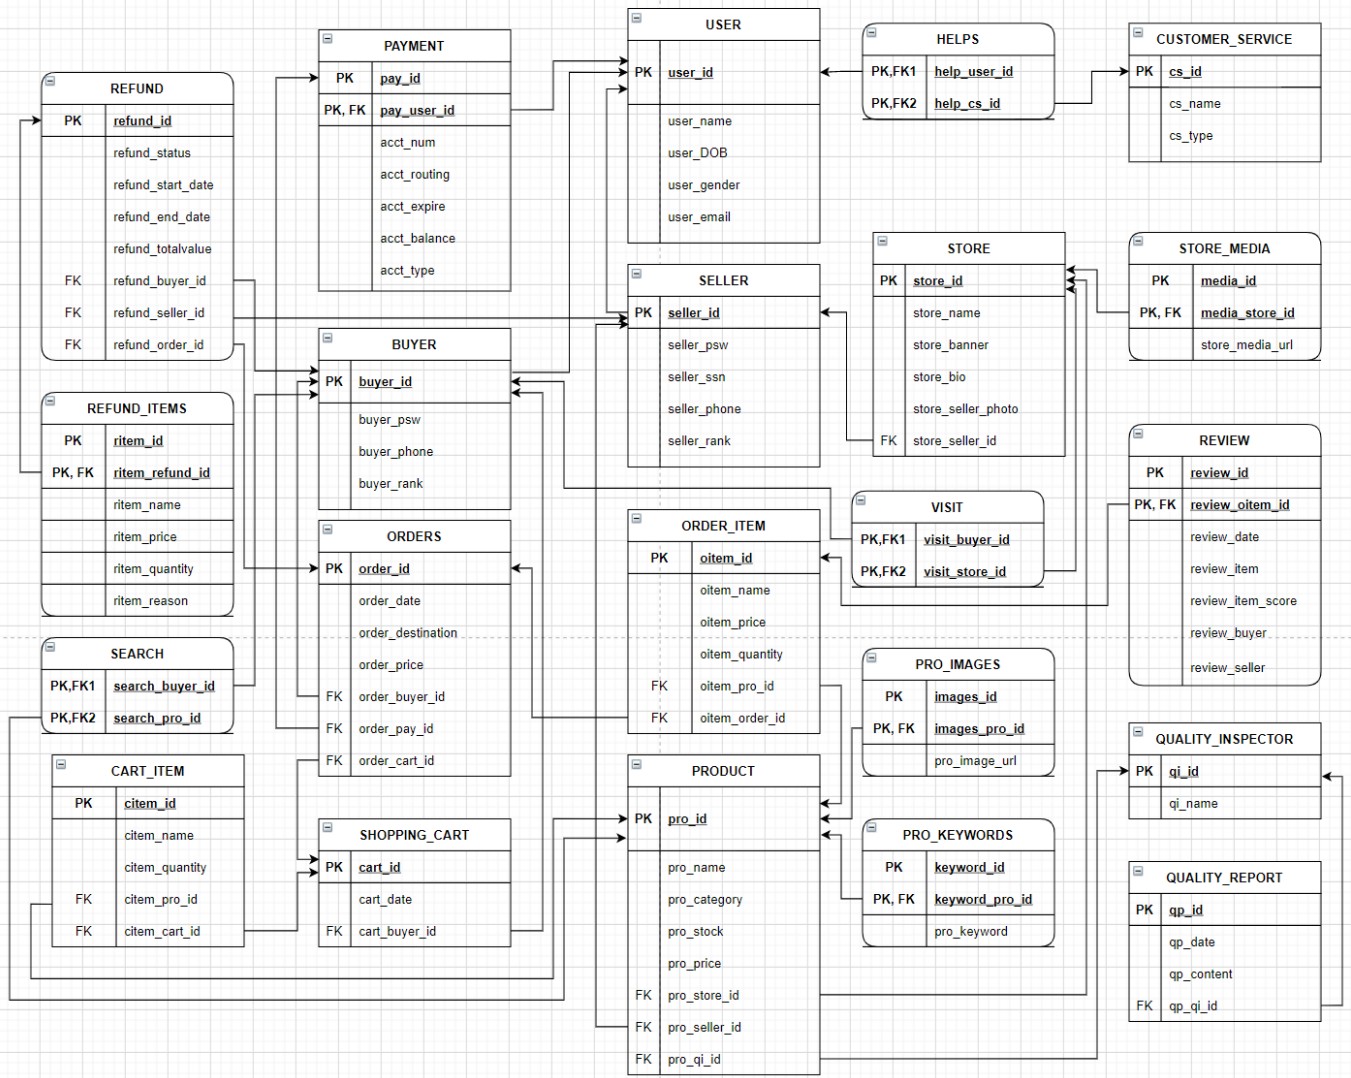 REFUND
PK refund_id
refund_status
refund_start_date
refund_end_date
refund_totalvalue
FK refund_buyer_id
FK refund_seller_id
FK refund_order_id
REFUND_ITEMS
PK ritem_id
PK, FK ritem_refund_id
ritem_name
ritem_price
ritem_quantity
ritem_reason
SEARCH
PK,FK1 search_buyer_id
PK,FK2 search_pro_id
CART_ITEM
PK citem_id
citem_name
citem_quantity
FK citem_pro_id
FK citem_cart_id
PAYMENT
PK pay_id
PK, FK pay_user_id
acct_num
acct_routing
acct_expire
acct_balance
acct_type
BUYER
PK buyer_id
buyer_psw
buyer_phone
buyer_rank
ORDERS
PK order_id
order_date
order_destination
order_price
FK order_buyer_id
FK order_pay_id
FK order_cart_id
SHOPPING_CART
PK cart_id
cart_date
FK cart_buyer_id
USER
PK user_id
user_name
user_DOB
user_gender
user_email
SELLER
PK seller_id
seller_psw
seller_ssn
seller_phone
seller_rank
ORDER_ITEM
PK oitem_id
oitem_name
oitem_price
oitem_quantity
FK oitem_pro_id
FK oitem_order_id
PRODUCT
PK pro_id
pro_name
pro_category
pro_stock
pro_price
FK pro_store_id
FK pro_seller_id
FK pro_qi_id
HELPS
PK,FK1 help_user_id
PK,FK2 help_cs_id
STORE
PK store_id
store_name
store_banner
store_bio
store_seller_photo
FK store_seller_id
VISIT
PK,FK1 visit_buyer_id
PK,FK2 visit_store_id
PRO_IMAGES
PK images_id
PK, FK images_pro_id
pro_image_url
PRO_KEYWORDS
PK keyword_id
PK, FK keyword_pro_id
pro_keyword
CUSTOMER_SERVICE
PK cs_id
cs_name
cs_type
STORE_MEDIA
PK media_id
PK, FK media_store_id
store_media_url
REVIEW
PK review_id
PK, FK review_oitem_id
review_date
review_item
review_item_score
review_buyer
review_seller
QUALITY_INSPECTOR
PK qi_id
qi_name
QUALITY_REPORT
PK qp_id
qp_date
qp_content
FK qp_qi_id